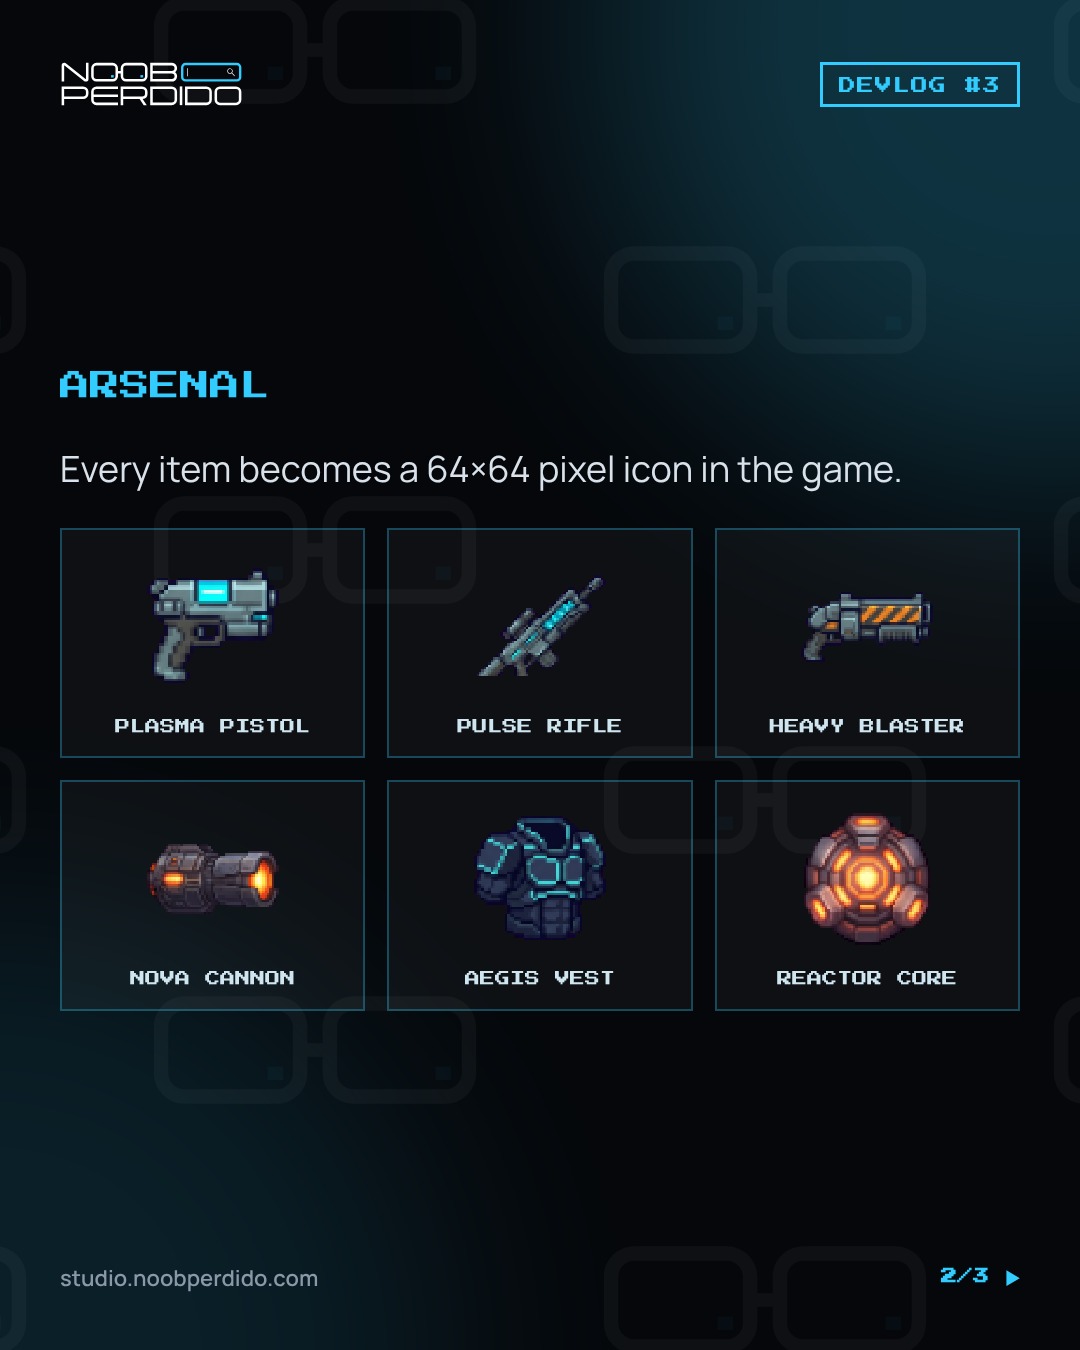 NOOB
PERDIDO
DEVLOG #3
ARSENAL
Every item becomes a 64×64 pixel icon in the game.
PLASMA PISTOL
PULSE RIFLE
HEAVY BLASTER
NOVA CANNON
AEGIS VEST
REACTOR CORE
studio.noobperdido.com
2/3